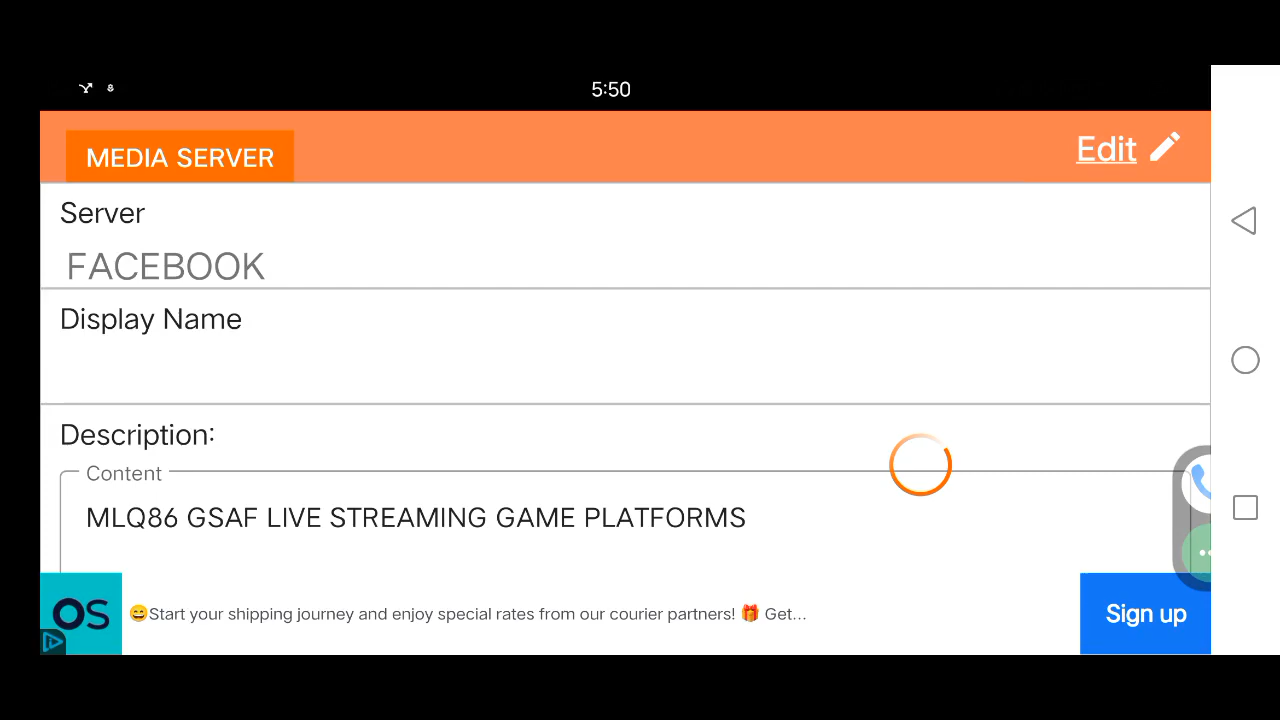 5:50
MEDIA SERVER
Edit
Server
FACEBOOK
Display Name
Description:
Content
MLQ86 GSAF LIVE STREAMING GAME PLATFORMS
OS
😄Start your shipping journey and enjoy special rates from our courier partners! 🎁 Get...
Sign up